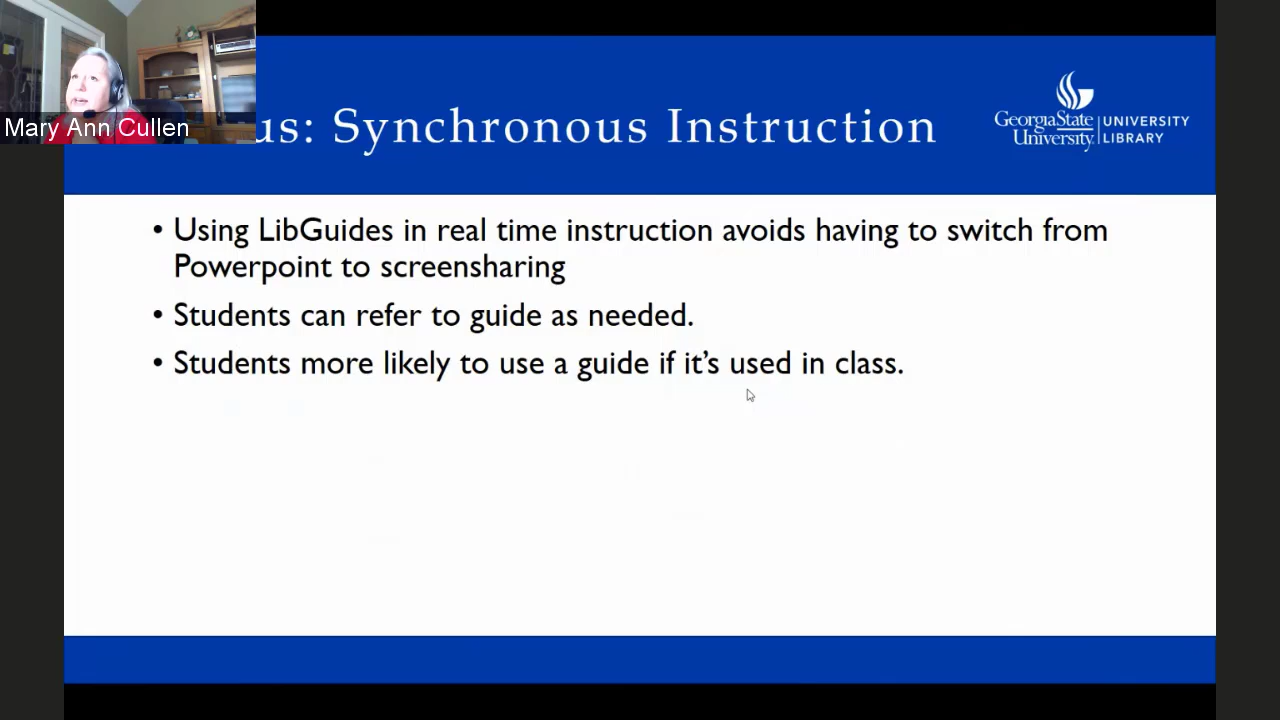 Mary Ann Cullen
us: Synchronous Instruction
GeorgiaState
University
UNIVERSITY
LIBRARY
• Using LibGuides in real time instruction avoids having to switch from
Powerpoint to screensharing
• Students can refer to guide as needed.
• Students more likely to use a guide if it’s used in class.